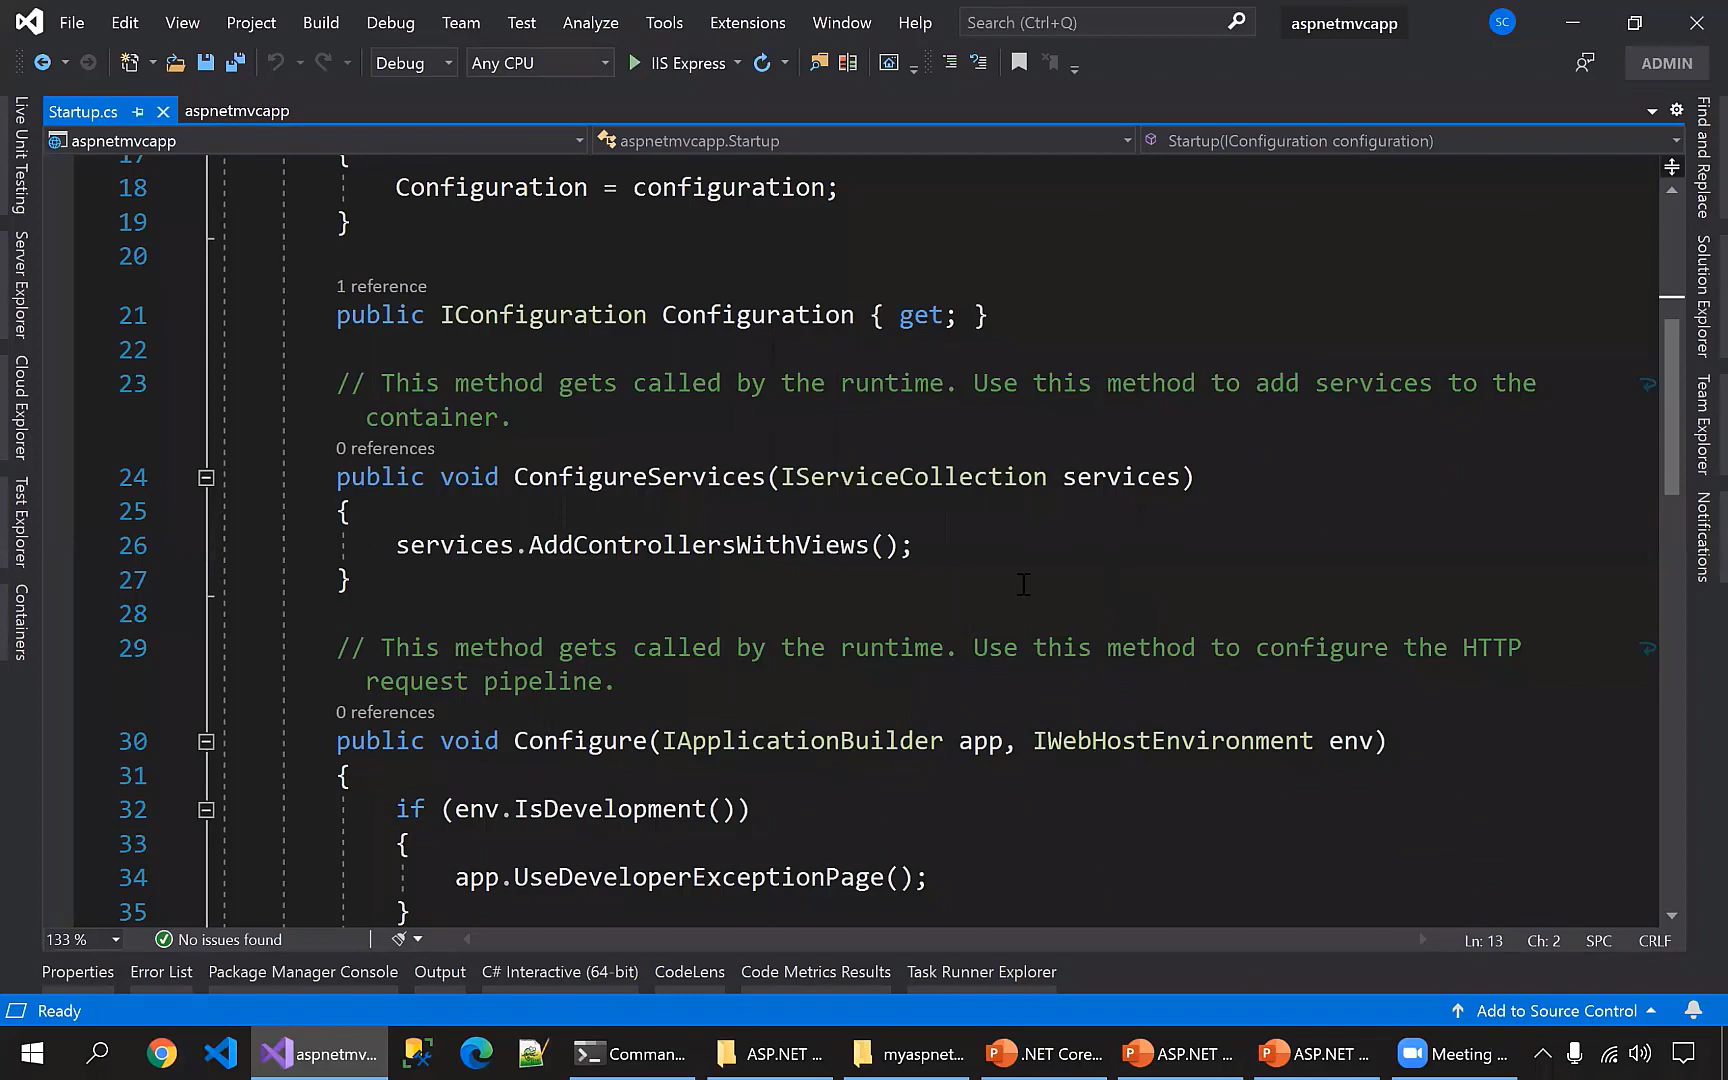 File Edit View Project Build Debug Team Test Analyze Tools Extensions Window Help Search (Ctrl+Q) aspnetmvcapp SC
Debug Any CPU IIS Express ADMIN
Startup.cs aspnetmvcapp
aspnetmvcapp aspnetmvcapp.Startup Startup(IConfiguration configuration)
17 {
18 Configuration = configuration;
19 }
20
1 reference
21 public IConfiguration Configuration { get; }
22
23 // This method gets called by the runtime. Use this method to add services to the
container.
0 references
24 public void ConfigureServices(IServiceCollection services)
25 {
26 services.AddControllersWithViews();
27 }
28
29 // This method gets called by the runtime. Use this method to configure the HTTP
request pipeline.
0 references
30 public void Configure(IApplicationBuilder app, IWebHostEnvironment env)
31 {
32 if (env.IsDevelopment())
33 {
34 app.UseDeveloperExceptionPage();
35 }
Live Unit Testing
Server Explorer
Cloud Explorer
Test Explorer
Containers
Find and Replace
Solution Explorer
Team Explorer
Notifications
133 % No issues found Ln: 13 Ch: 2 SPC CRLF
Properties Error List Package Manager Console Output C# Interactive (64-bit) CodeLens Code Metrics Results Task Runner Explorer
Ready Add to Source Control
aspnetmv... Comman... ASP.NET ... myaspnet... .NET Core... ASP.NET ... ASP.NET ... Meeting ...